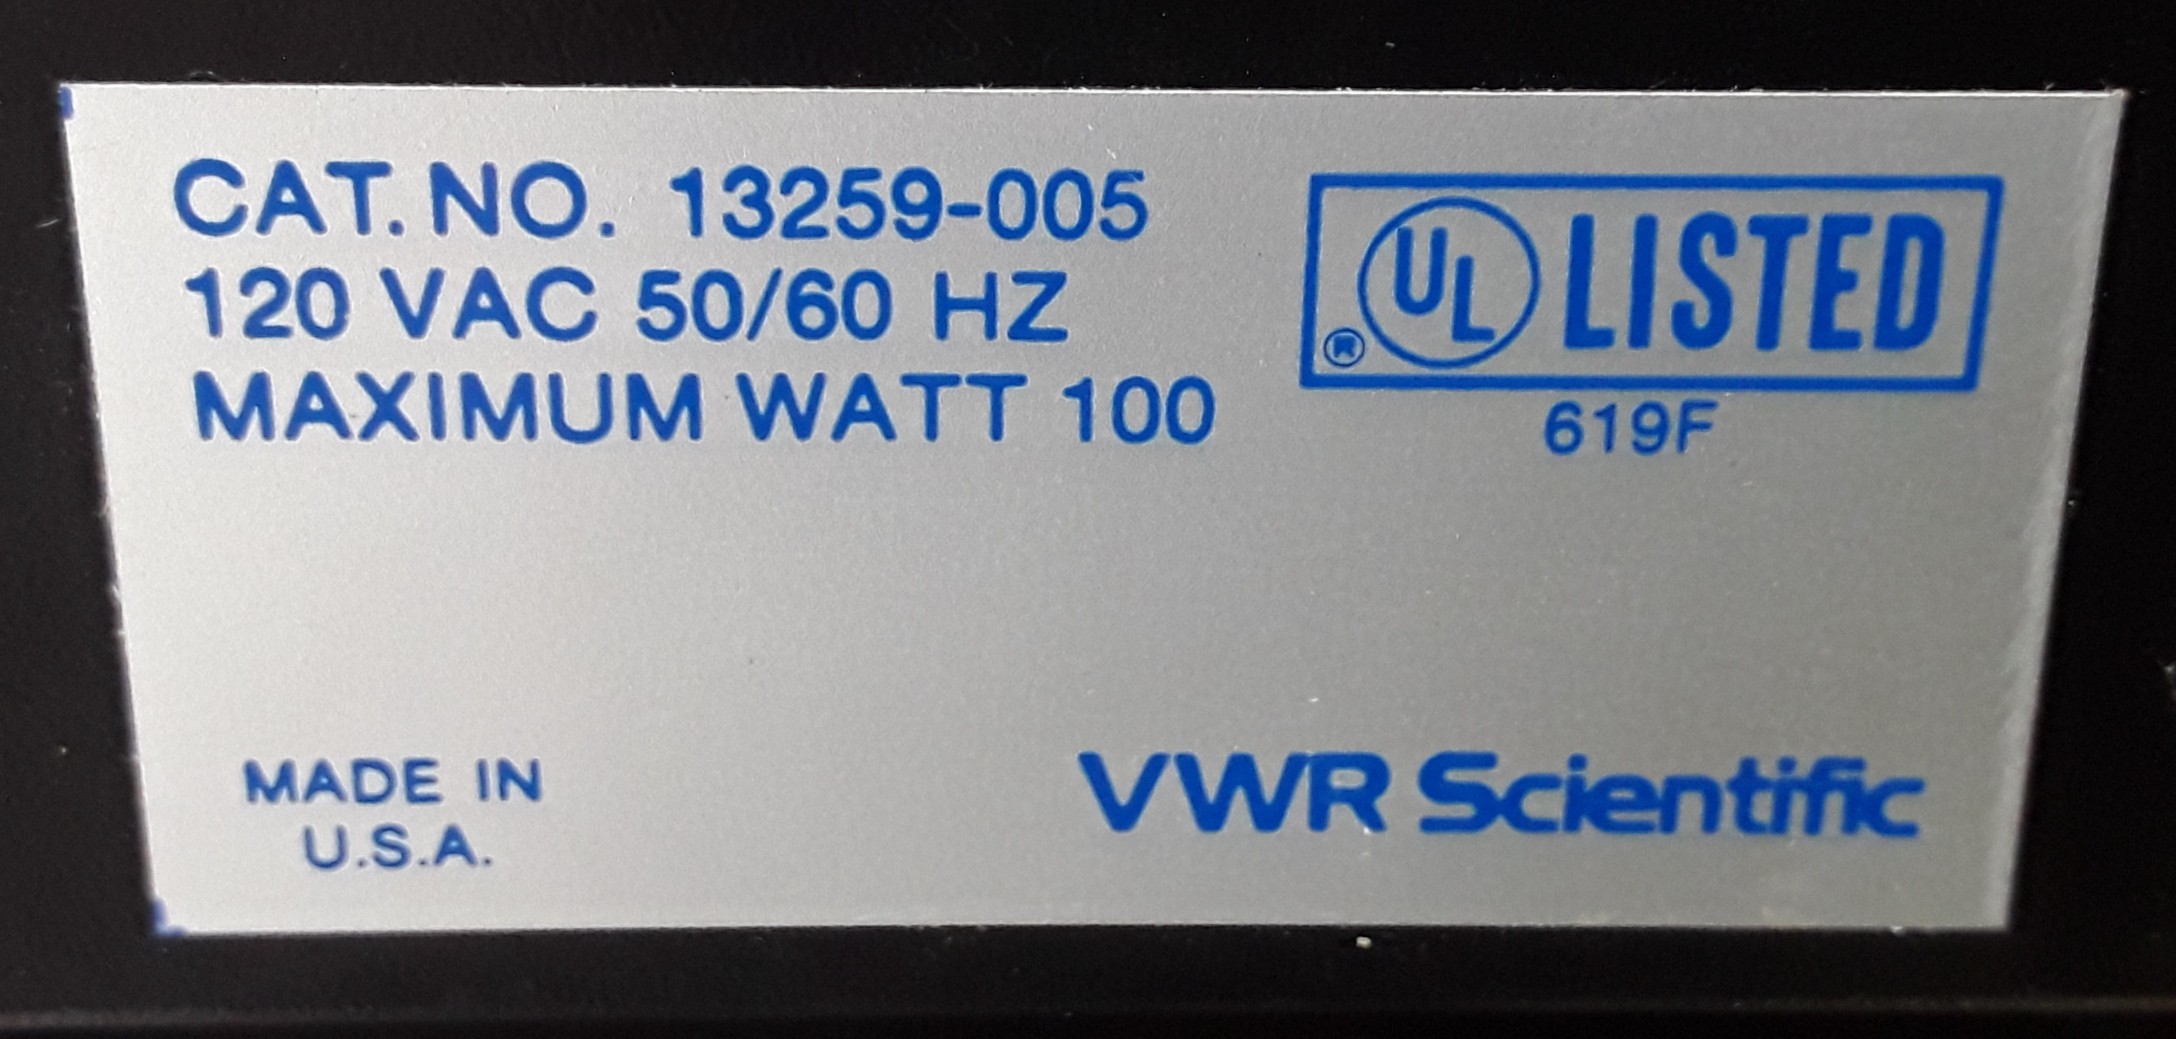 CAT. NO. 13259-005
120 VAC 50/60 HZ
MAXIMUM WATT 100
® UL LISTED
619F
MADE IN
U.S.A.
VWR Scientific